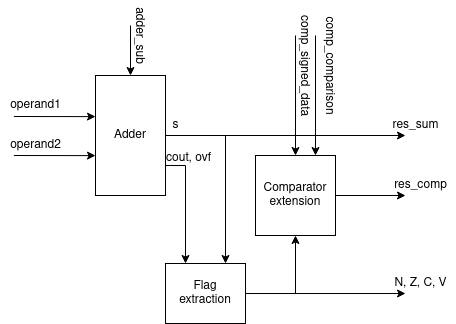 adder_sub
comp_signed_data
comp_comparison
operand1
operand2
Adder
s
res_sum
cout, ovf
Comparator
extension
res_comp
Flag
extraction
N, Z, C, V